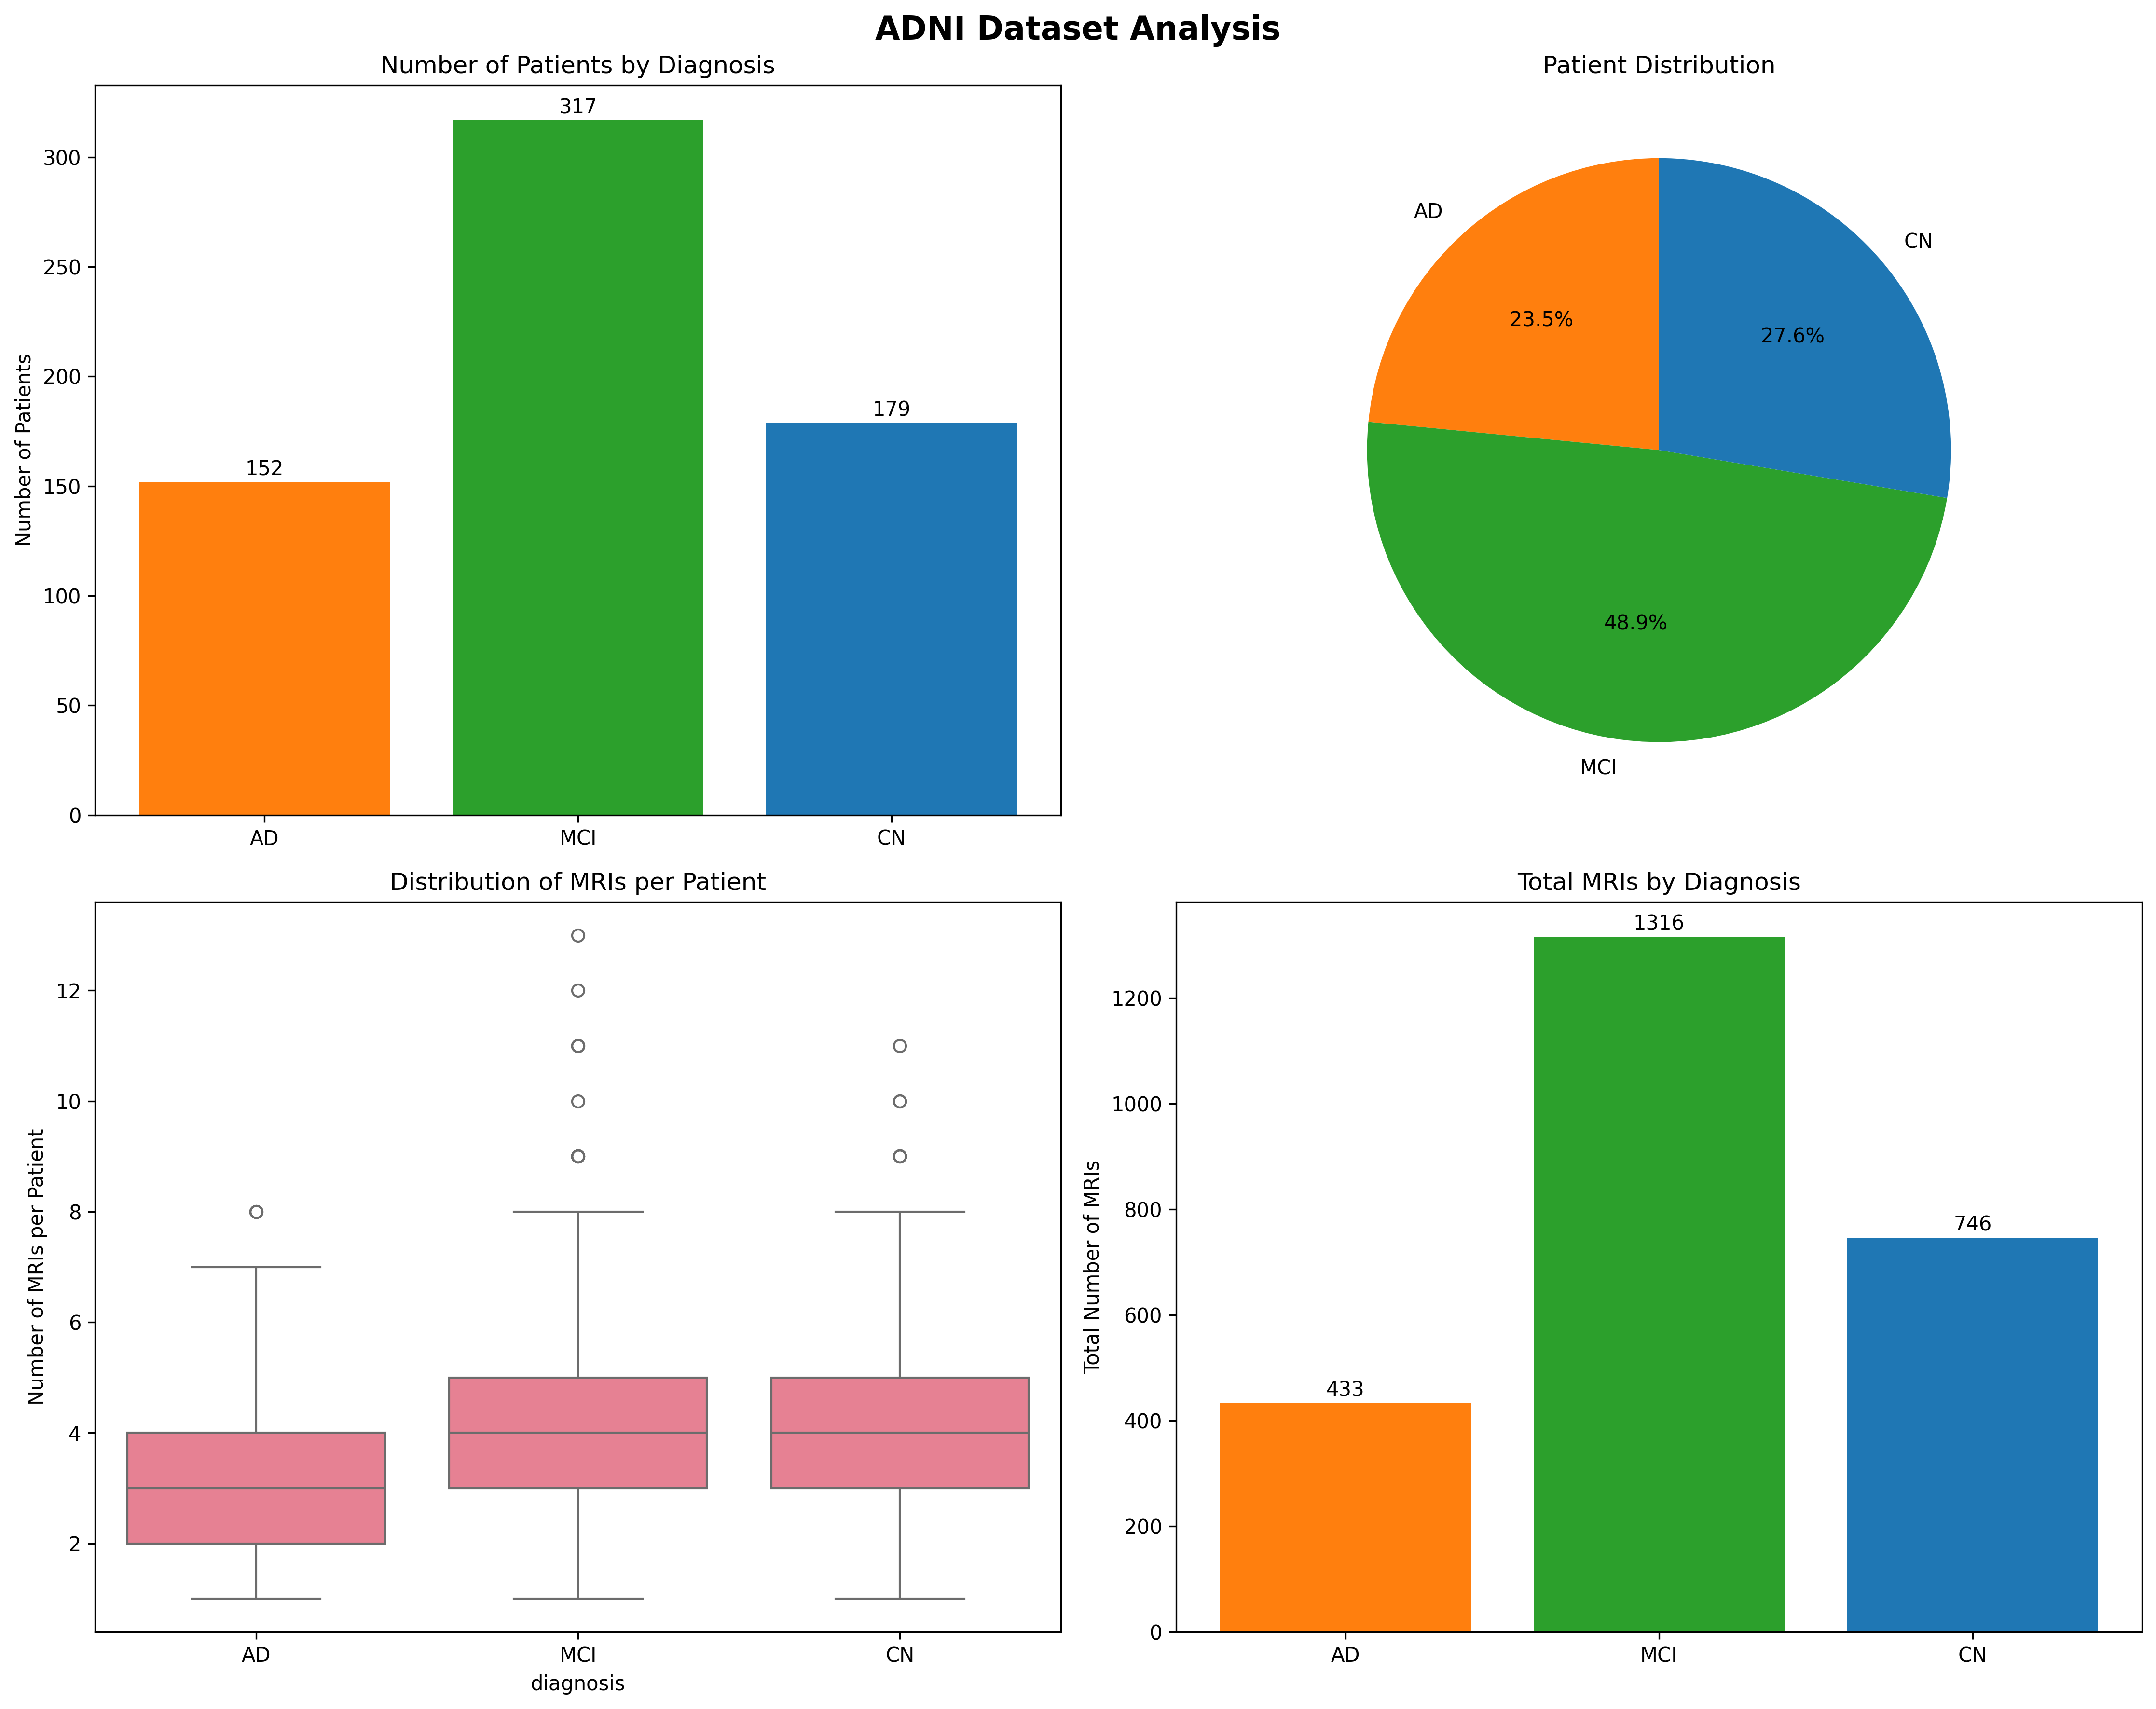 ADNI Dataset Analysis
Number of Patients by Diagnosis
Number of Patients
300
250
200
150
100
50
0
317
179
152
AD
MCI
CN
Patient Distribution
AD
CN
23.5%
27.6%
48.9%
MCI
Distribution of MRIs per Patient
Number of MRIs per Patient
12
10
8
6
4
2
AD
MCI
CN
diagnosis
Total MRIs by Diagnosis
Total Number of MRIs
1200
1000
800
600
400
200
0
1316
746
433
AD
MCI
CN